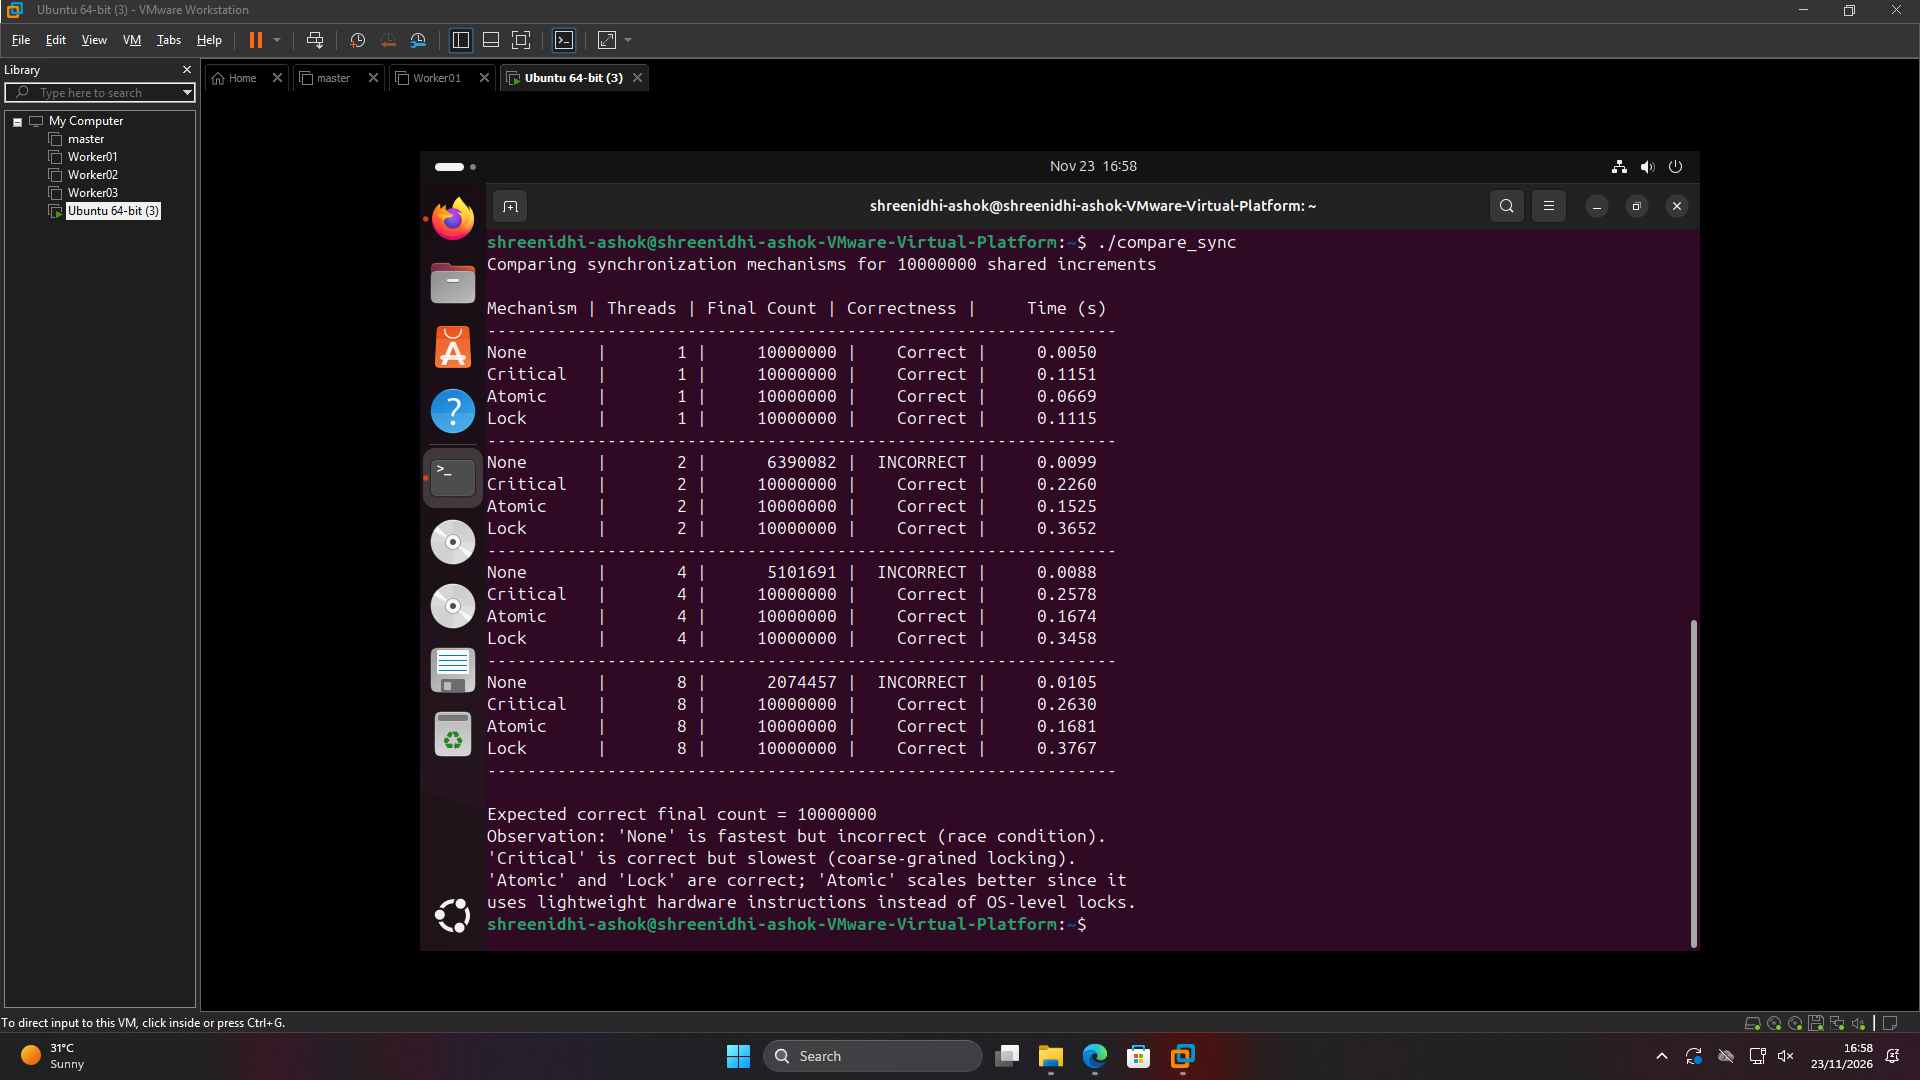 Ubuntu 64-bit (3) - VMware Workstation
File Edit View VM Tabs Help
Library
Type here to search
My Computer
master
Worker01
Worker02
Worker03
Ubuntu 64-bit (3)
Home master Worker01 Ubuntu 64-bit (3)
Nov 23 16:58
shreenidhi-ashok@shreenidhi-ashok-VMware-Virtual-Platform: ~
shreenidhi-ashok@shreenidhi-ashok-VMware-Virtual-Platform:~$ ./compare_sync
Comparing synchronization mechanisms for 10000000 shared increments
Mechanism | Threads | Final Count | Correctness | Time (s)
---------------------------------------------------------------
None | 1 | 10000000 | Correct | 0.0050
Critical | 1 | 10000000 | Correct | 0.1151
Atomic | 1 | 10000000 | Correct | 0.0669
Lock | 1 | 10000000 | Correct | 0.1115
---------------------------------------------------------------
None | 2 | 6390082 | INCORRECT | 0.0099
Critical | 2 | 10000000 | Correct | 0.2260
Atomic | 2 | 10000000 | Correct | 0.1525
Lock | 2 | 10000000 | Correct | 0.3652
---------------------------------------------------------------
None | 4 | 5101691 | INCORRECT | 0.0088
Critical | 4 | 10000000 | Correct | 0.2578
Atomic | 4 | 10000000 | Correct | 0.1674
Lock | 4 | 10000000 | Correct | 0.3458
---------------------------------------------------------------
None | 8 | 2074457 | INCORRECT | 0.0105
Critical | 8 | 10000000 | Correct | 0.2630
Atomic | 8 | 10000000 | Correct | 0.1681
Lock | 8 | 10000000 | Correct | 0.3767
---------------------------------------------------------------
Expected correct final count = 10000000
Observation: 'None' is fastest but incorrect (race condition).
'Critical' is correct but slowest (coarse-grained locking).
'Atomic' and 'Lock' are correct; 'Atomic' scales better since it
uses lightweight hardware instructions instead of OS-level locks.
shreenidhi-ashok@shreenidhi-ashok-VMware-Virtual-Platform:~$
To direct input to this VM, click inside or press Ctrl+G.
31°C
Sunny
Search
16:58
23/11/2026